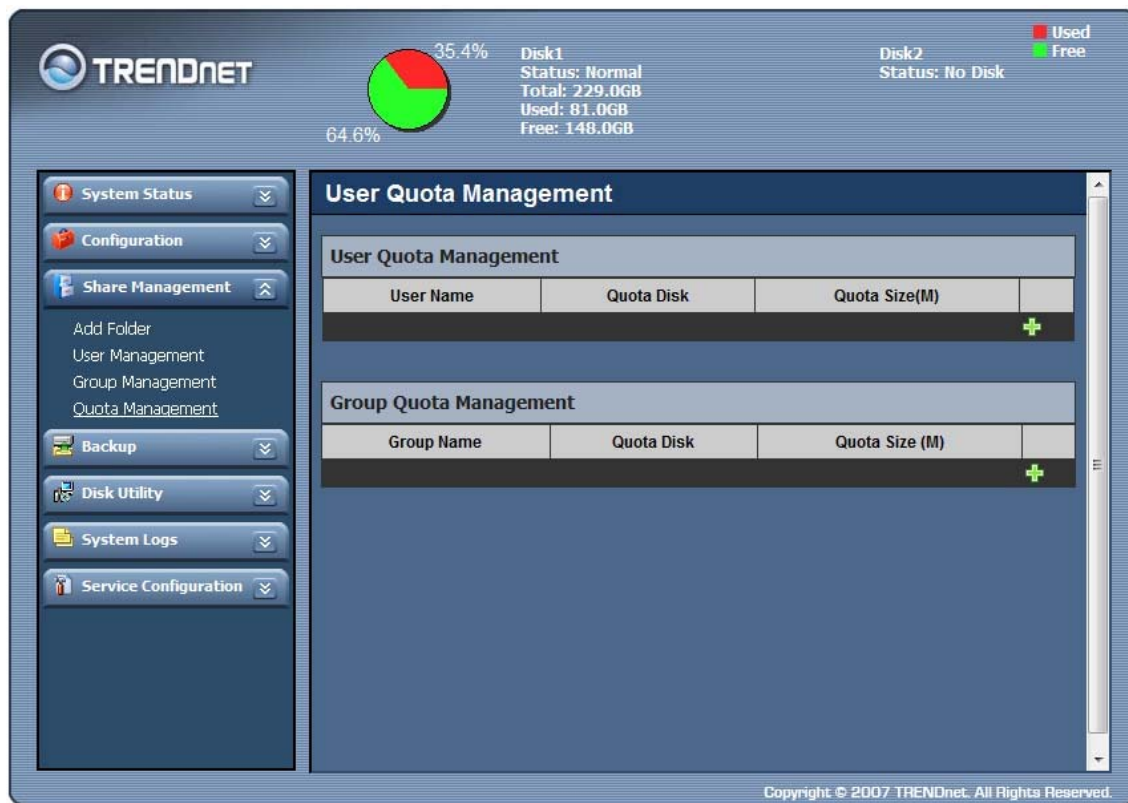 TRENDNET
35.4%
64.6%
Disk1
Status: Normal
Total: 229.0GB
Used: 81.0GB
Free: 148.0GB
Disk2
Status: No Disk
Used
Free
System Status
Configuration
Share Management
Add Folder
User Management
Group Management
Quota Management
Backup
Disk Utility
System Logs
Service Configuration
User Quota Management
User Quota Management
User Name Quota Disk Quota Size(M)
Group Quota Management
Group Name Quota Disk Quota Size (M)
Copyright © 2007 TRENDnet. All Rights Reserved.